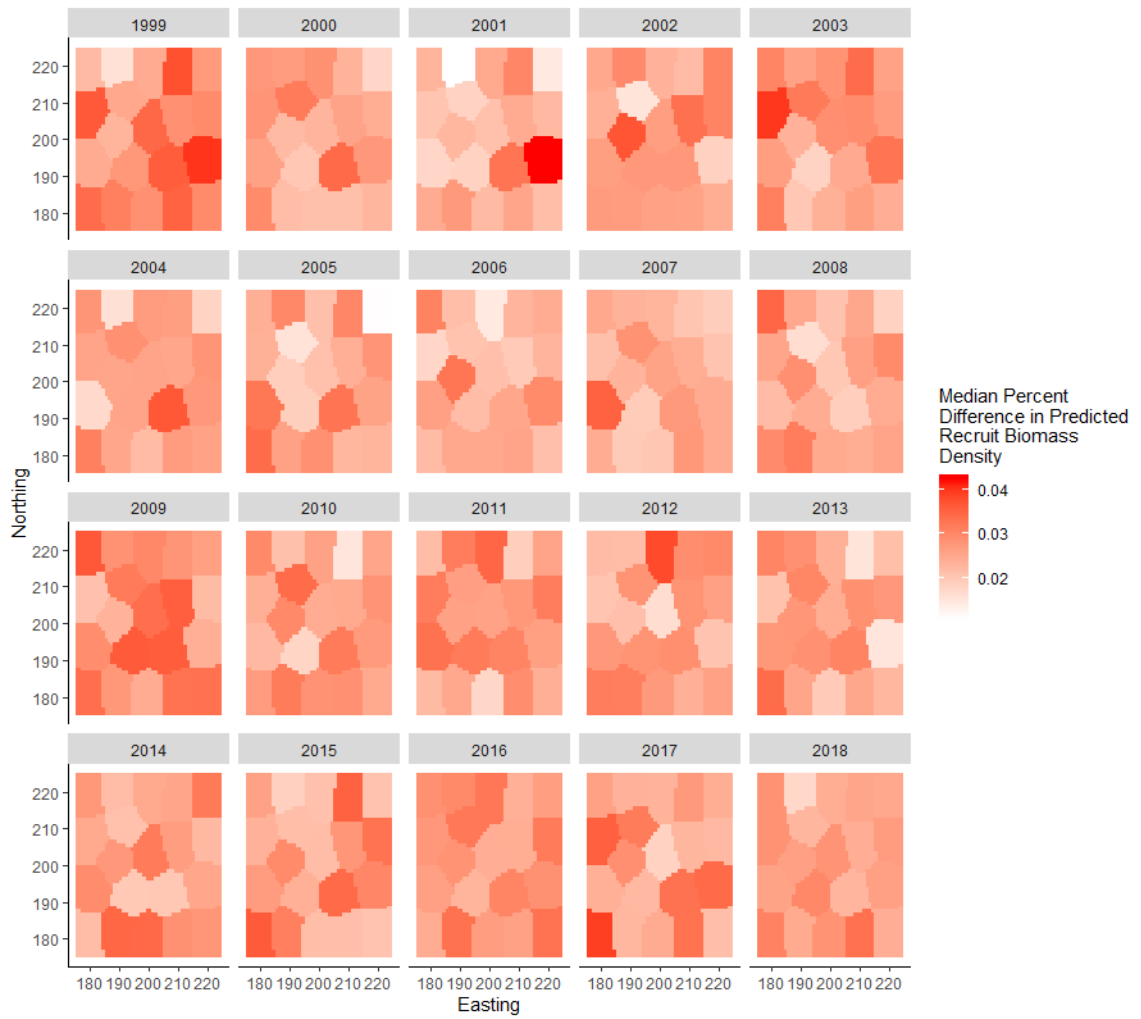 1999 2000 2001 2002 2003
220
210
200
190
180
2004 2005 2006 2007 2008
220
210
200
190
180
2009 2010 2011 2012 2013
220
210
200
190
180
2014 2015 2016 2017 2018
220
210
200
190
180
180 190 200 210 220 180 190 200 210 220 180 190 200 210 220 180 190 200 210 220 180 190 200 210 220
Easting
Northing
Median Percent
Difference in Predicted
Recruit Biomass
Density
0.04
0.03
0.02